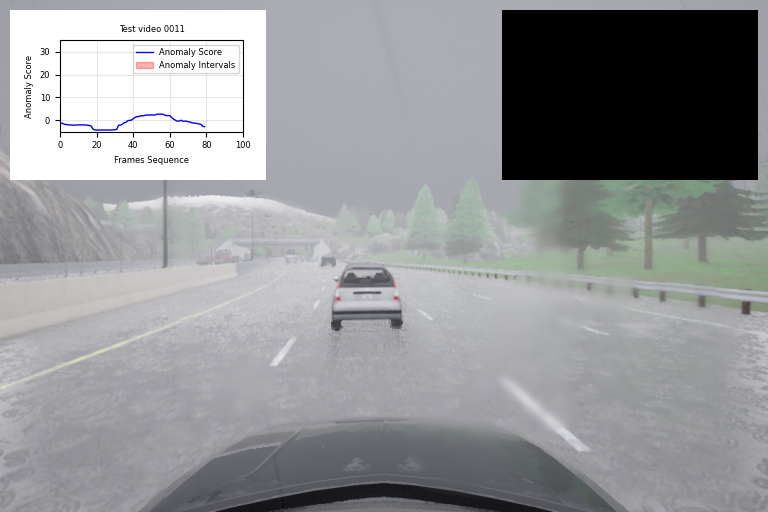 Test video 0011
Anomaly Score
Anomaly Intervals
Anomaly Score
30
20
10
0
0 20 40 60 80 100
Frames Sequence